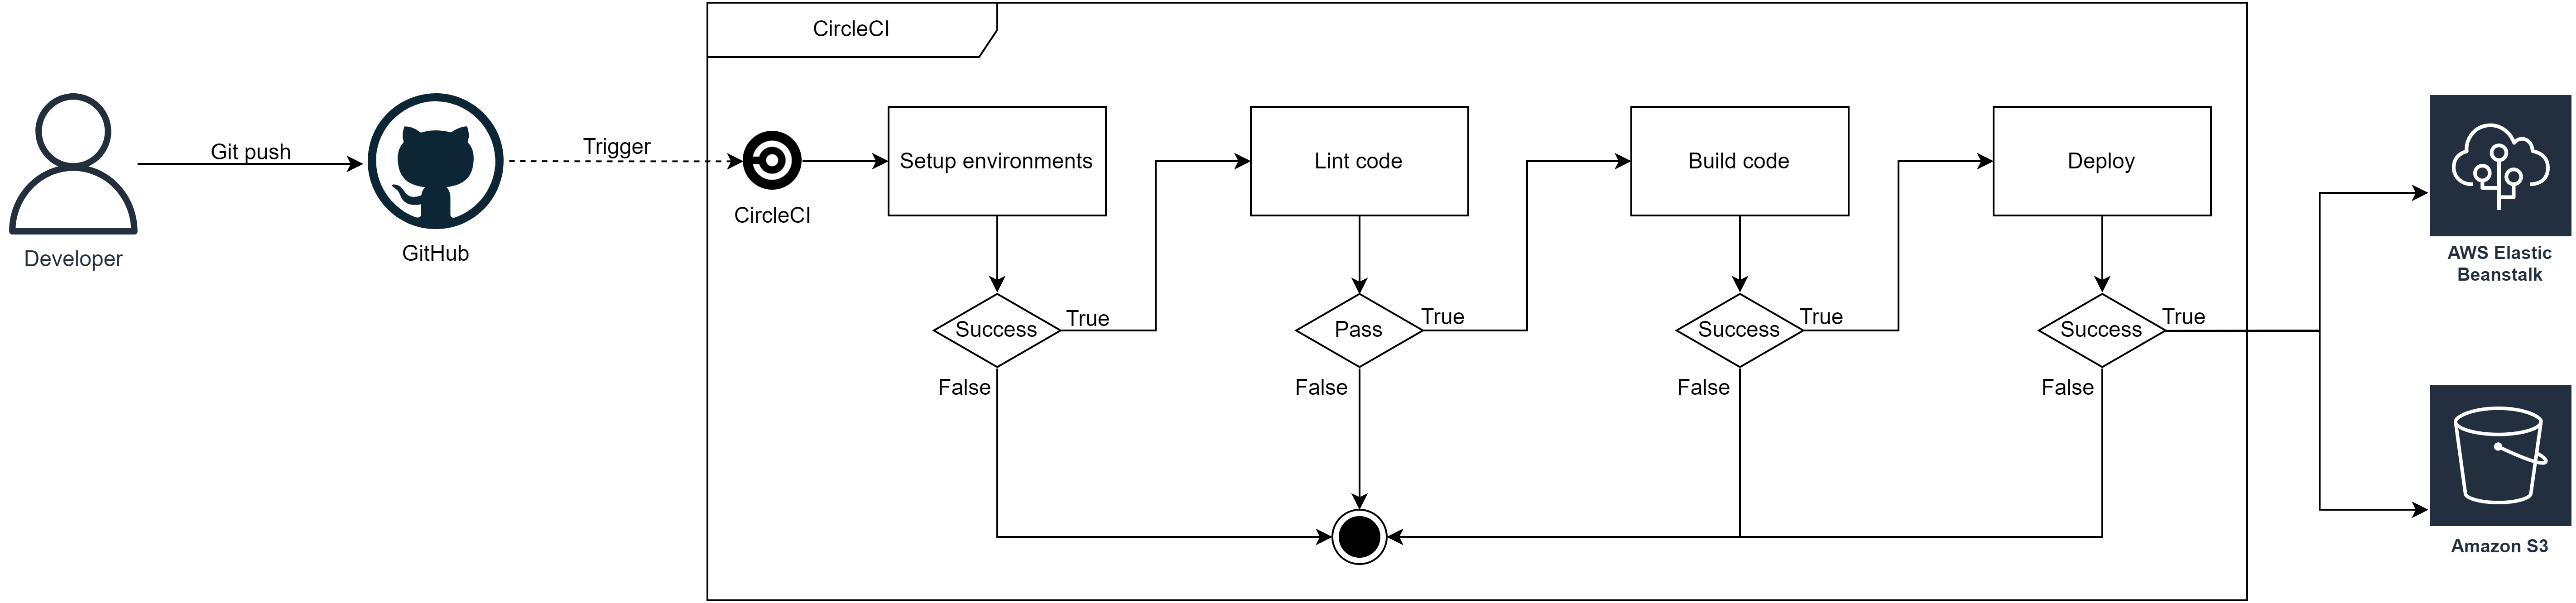 CircleCI
Git push
Trigger
Setup environments
Lint code
Build code
Deploy
CircleCI
Developer
GitHub
AWS Elastic
Beanstalk
Success
True
Pass
True
Success
True
Success
True
False
False
False
False
Amazon S3